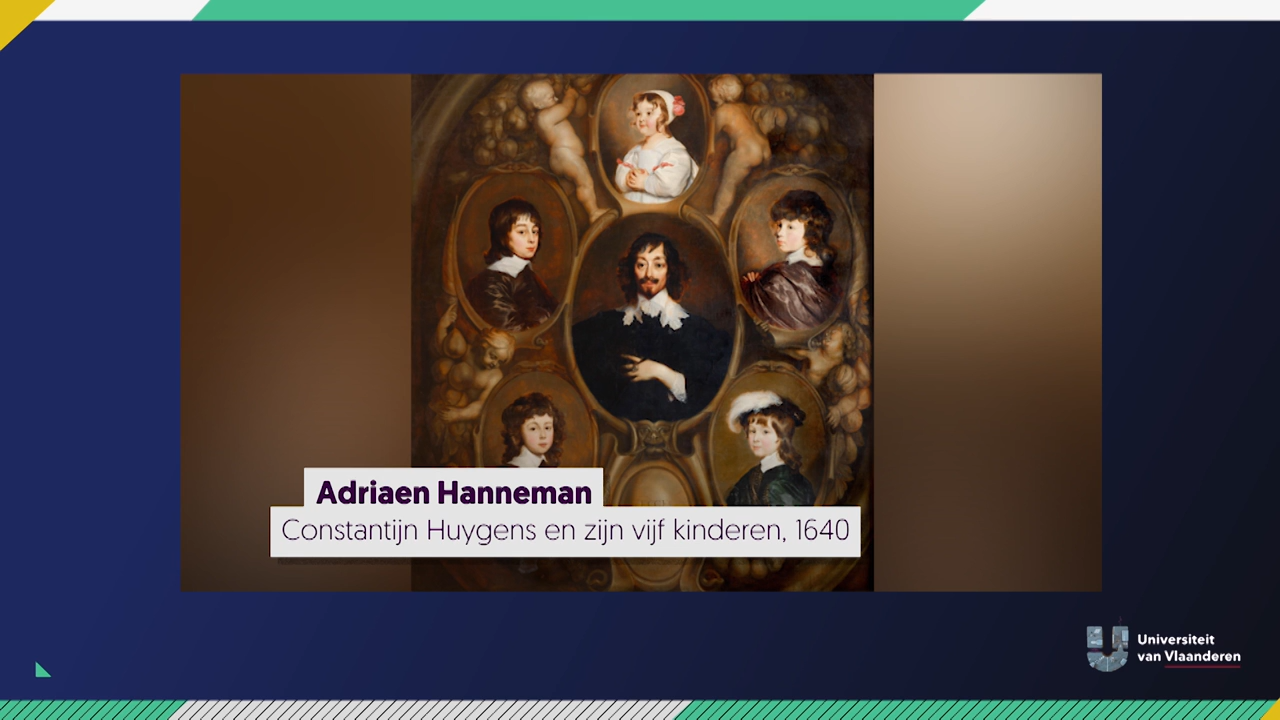 Adriaen Hanneman
Constantijn Huygens en zijn vijf kinderen, 1640
Universiteit
van Vlaanderen